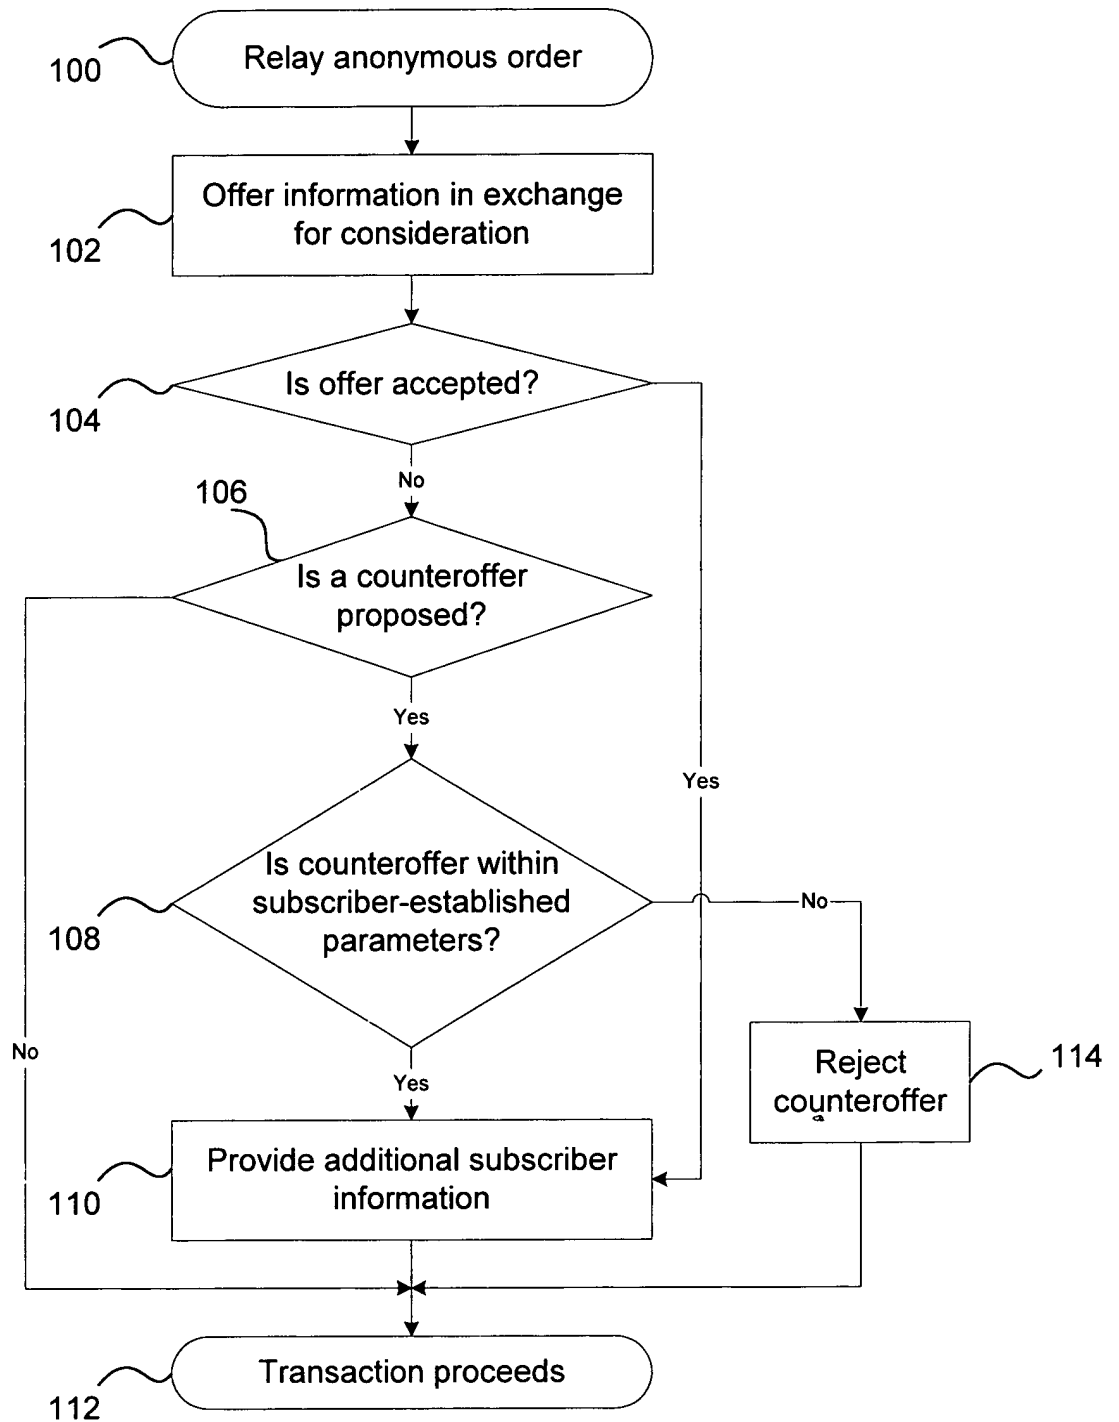 Relay anonymous order
100
Offer information in exchange
for consideration
102
Is offer accepted?
104
No
106
Is a counteroffer
proposed?
Yes
Yes
Is counteroffer within
subscriber-established
parameters?
No
108
No
Yes
Reject
counteroffer
114
Provide additional subscriber
information
110
Transaction proceeds
112